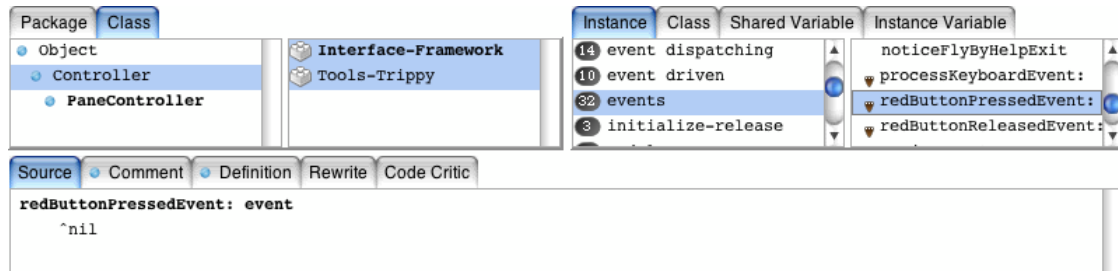 Package Class
Object
Controller
PaneController
Interface-Framework
Tools-Trippy
Instance Class Shared Variable Instance Variable
14 event dispatching
10 event driven
32 events
3 initialize-release
noticeFlyByHelpExit
processKeyboardEvent:
redButtonPressedEvent:
redButtonReleasedEvent:
Source Comment Definition Rewrite Code Critic
redButtonPressedEvent: event
^nil